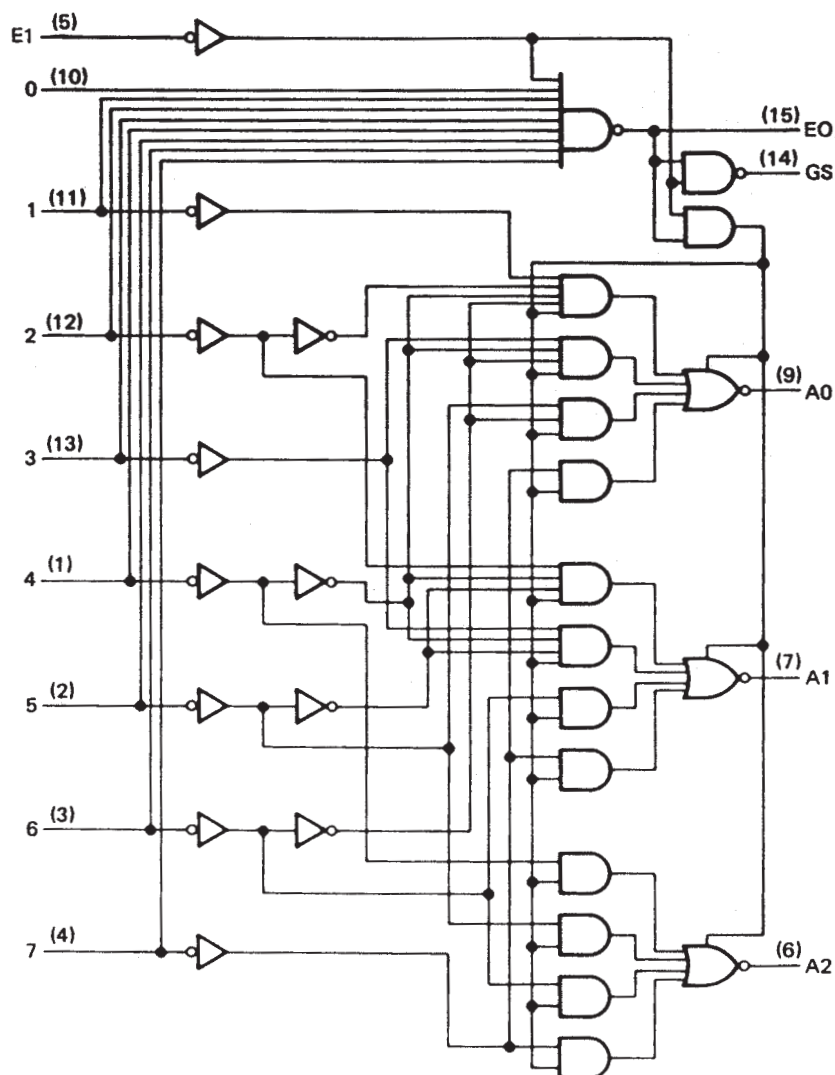 E1 (5)
0 (10)
(15) EO
(14) GS
1 (11)
2 (12)
(9) A0
3 (13)
4 (1)
(7) A1
5 (2)
6 (3)
7 (4)
(6) A2